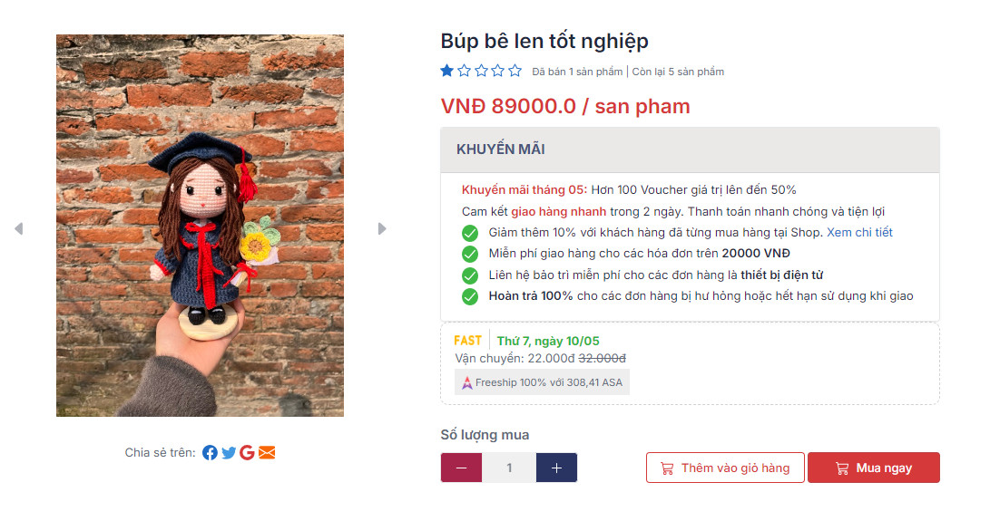 Búp bê len tốt nghiệp
Đã bán 1 sản phẩm | Còn lại 5 sản phẩm
VNĐ 89000.0 / san pham
KHUYẾN MÃI
Khuyến mãi tháng 05: Hơn 100 Voucher giá trị lên đến 50%
Cam kết giao hàng nhanh trong 2 ngày. Thanh toán nhanh chóng và tiện lợi
Giảm thêm 10% với khách hàng đã từng mua hàng tại Shop. Xem chi tiết
Miễn phí giao hàng cho các hóa đơn trên 20000 VNĐ
Liên hệ bảo trì miễn phí cho các đơn hàng là thiết bị điện tử
Hoàn trả 100% cho các đơn hàng bị hư hỏng hoặc hết hạn sử dụng khi giao
FAST Thứ 7, ngày 10/05
Vận chuyển: 22.000đ 32.000đ
Freeship 100% với 308,41 ASA
Số lượng mua
Chia sẻ trên:
− 1 +
Thêm vào giỏ hàng
Mua ngay